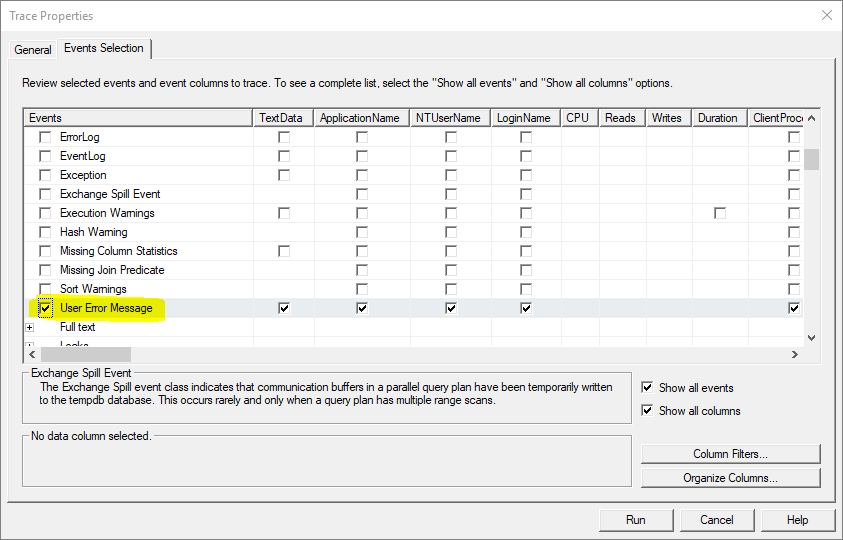 Trace Properties
General Events Selection
Review selected events and event columns to trace. To see a complete list, select the "Show all events" and "Show all columns" options.
Events TextData ApplicationName NTUserName LoginName CPU Reads Writes Duration ClientProce
ErrorLog
EventLog
Exception
Exchange Spill Event
Execution Warnings
Hash Warning
Missing Column Statistics
Missing Join Predicate
Sort Warnings
User Error Message
Full text
Locks
Exchange Spill Event
The Exchange Spill event class indicates that communication buffers in a parallel query plan have been temporarily written
to the tempdb database. This occurs rarely and only when a query plan has multiple range scans.
Show all events
Show all columns
No data column selected.
Column Filters...
Organize Columns...
Run Cancel Help